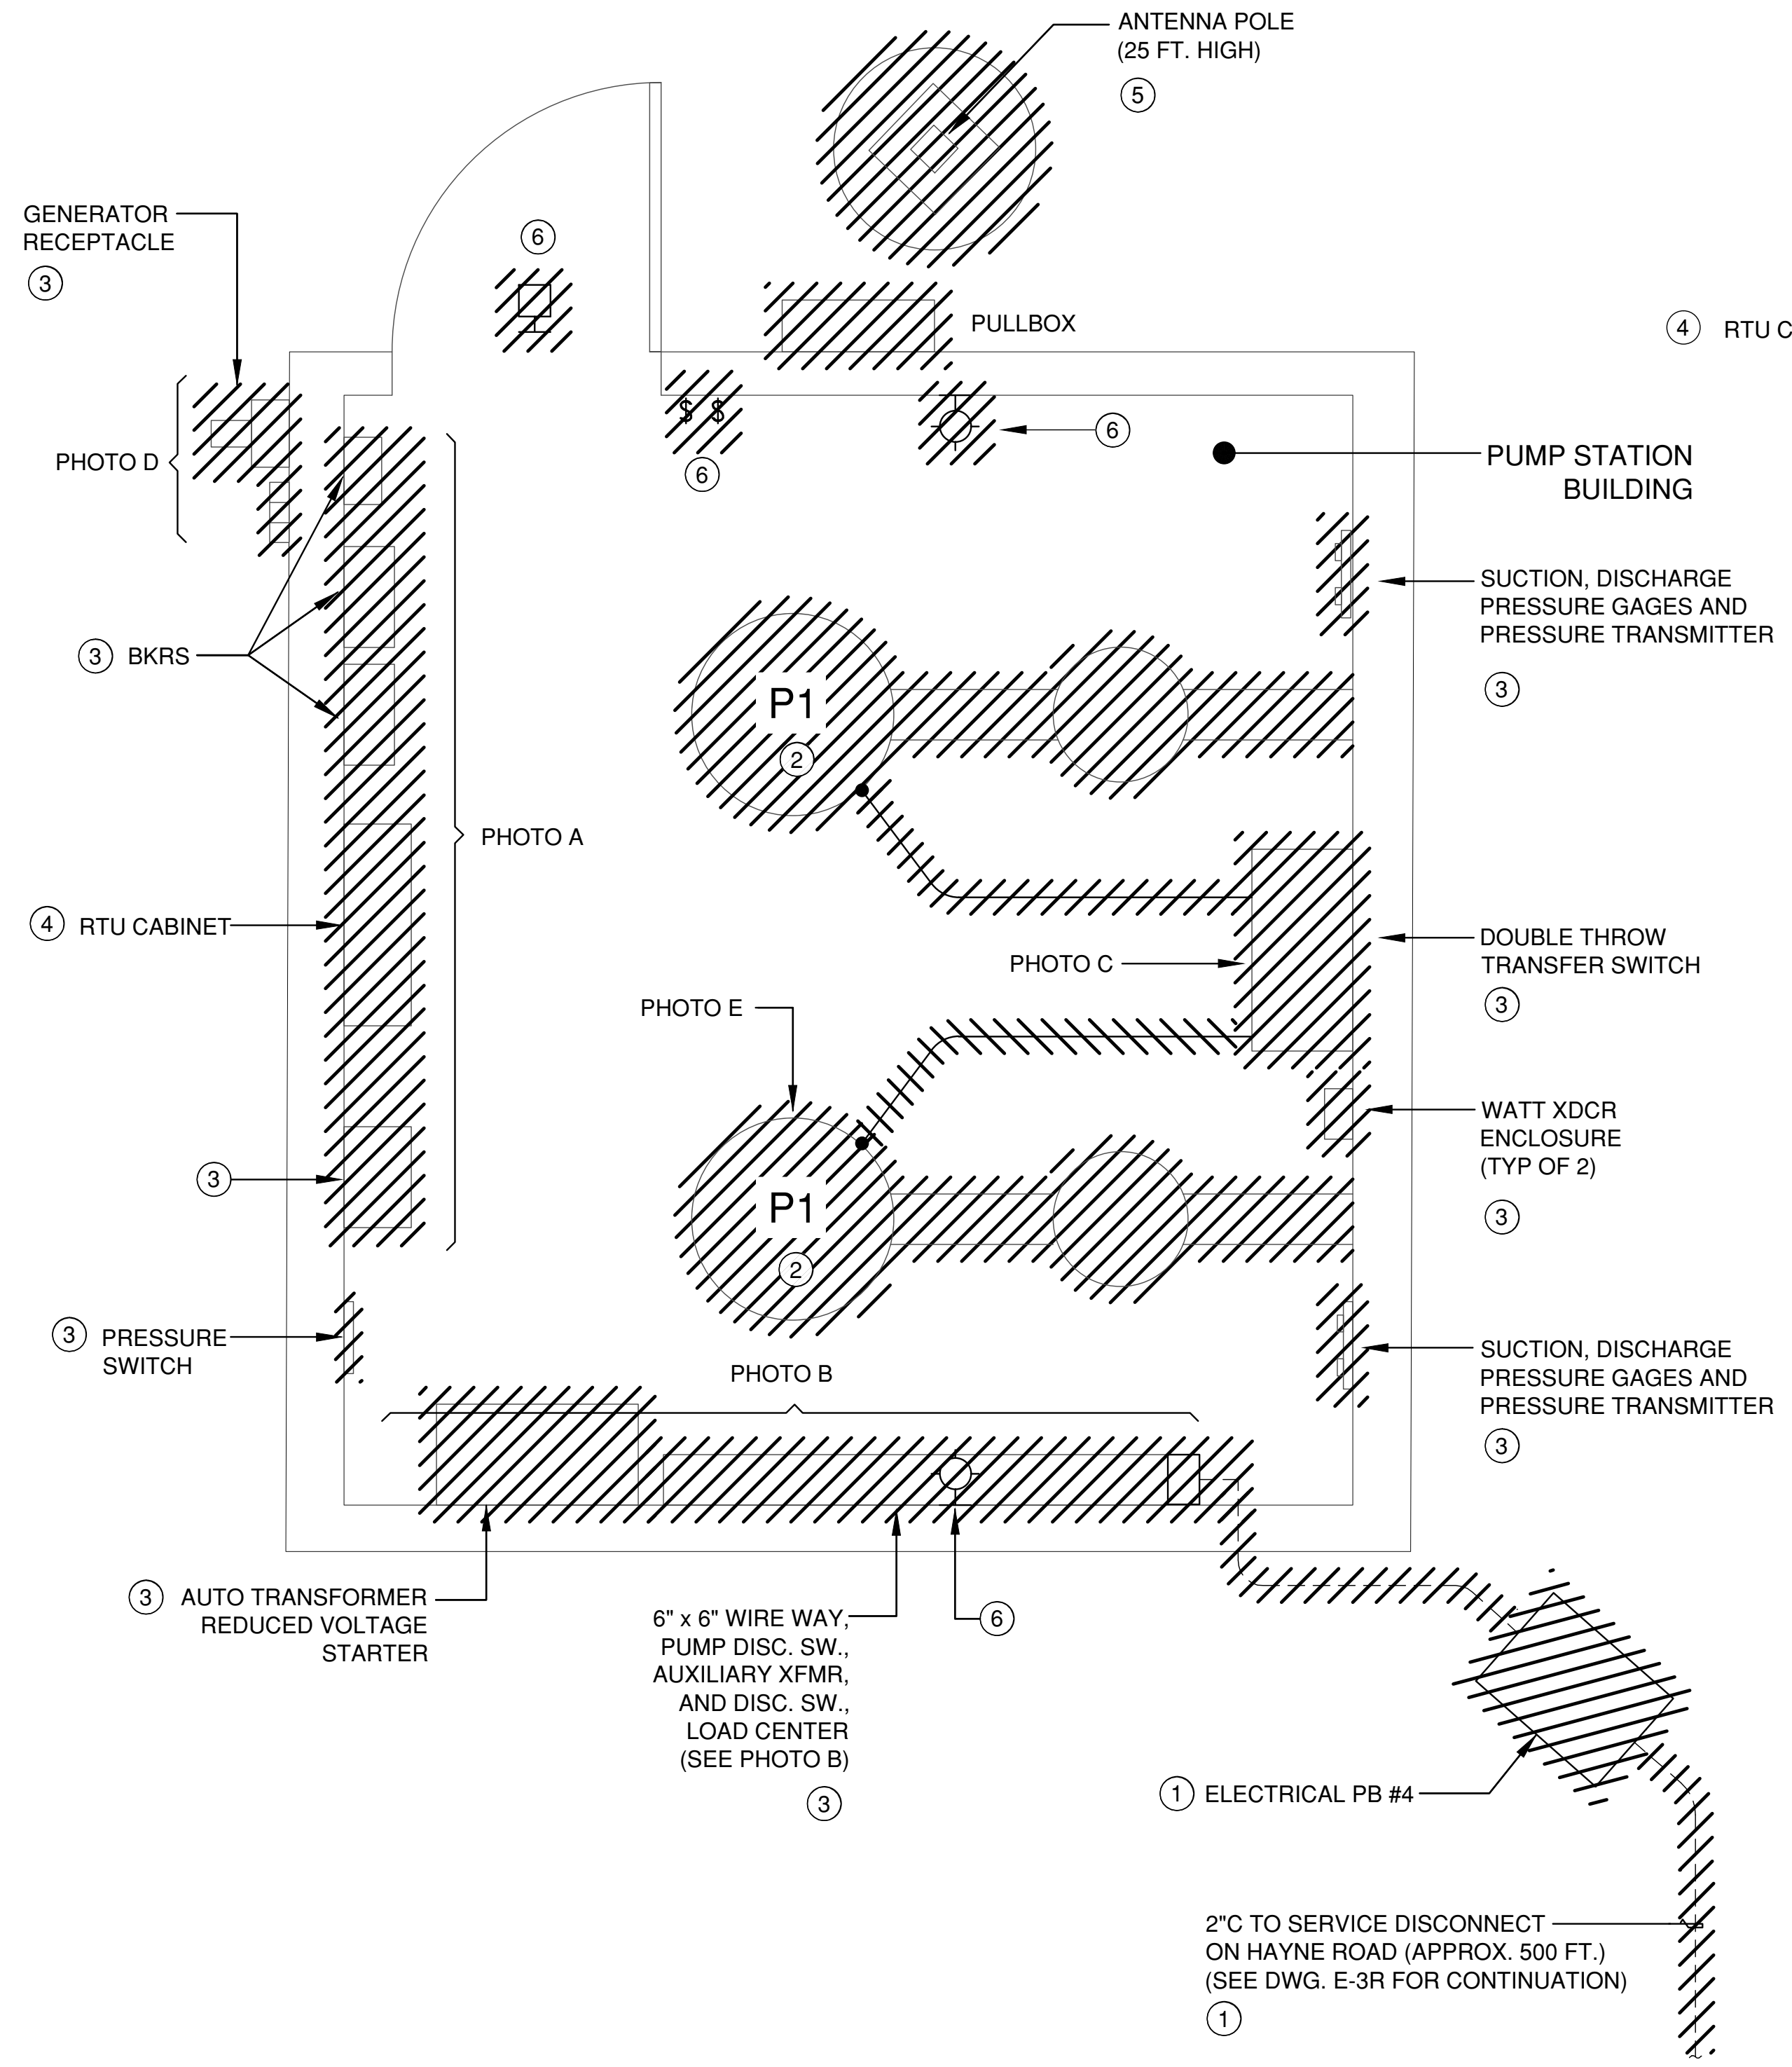 ANTENNA POLE
(25 FT. HIGH)
5
GENERATOR
RECEPTACLE
3
6
PULLBOX
4 RTU C
$ $
6
6
PHOTO D
PUMP STATION
BUILDING
SUCTION, DISCHARGE
PRESSURE GAGES AND
PRESSURE TRANSMITTER
3
3 BKRS
P1
2
PHOTO A
4 RTU CABINET
PHOTO C
DOUBLE THROW
TRANSFER SWITCH
3
PHOTO E
WATT XDCR
ENCLOSURE
(TYP OF 2)
3
3
P1
2
3 PRESSURE
SWITCH
PHOTO B
SUCTION, DISCHARGE
PRESSURE GAGES AND
PRESSURE TRANSMITTER
3
3 AUTO TRANSFORMER
REDUCED VOLTAGE
STARTER
6" x 6" WIRE WAY,
PUMP DISC. SW.,
AUXILIARY XFMR,
AND DISC. SW.,
LOAD CENTER
(SEE PHOTO B)
3
6
1 ELECTRICAL PB #4
2"C TO SERVICE DISCONNECT
ON HAYNE ROAD (APPROX. 500 FT.)
(SEE DWG. E-3R FOR CONTINUATION)
1